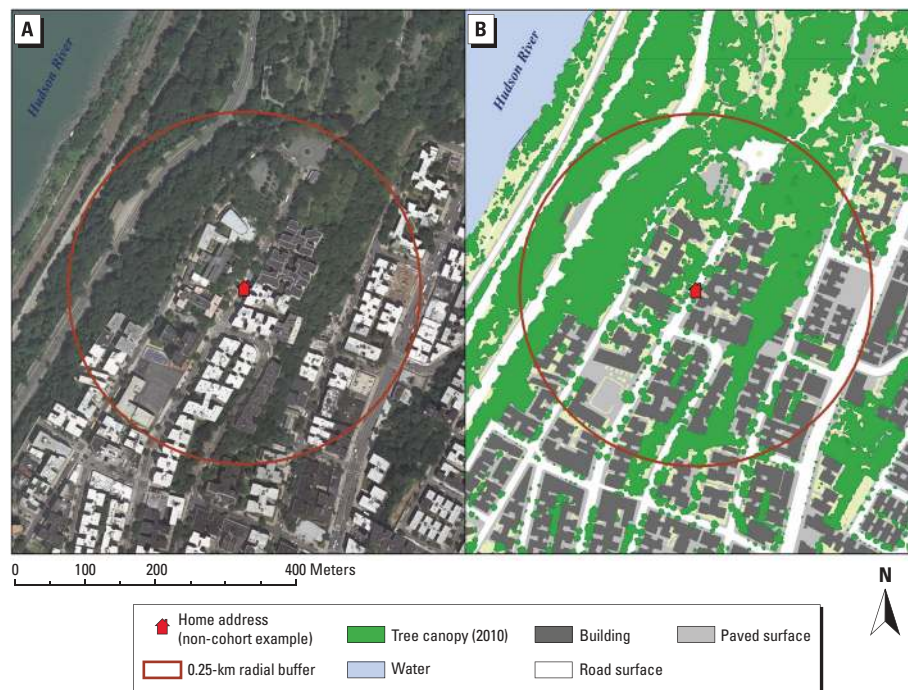 A
B
Hudson River
Hudson River
0 100 200 400 Meters
N
Home address
(non-cohort example)
Tree canopy (2010)
Building
Paved surface
0.25-km radial buffer
Water
Road surface